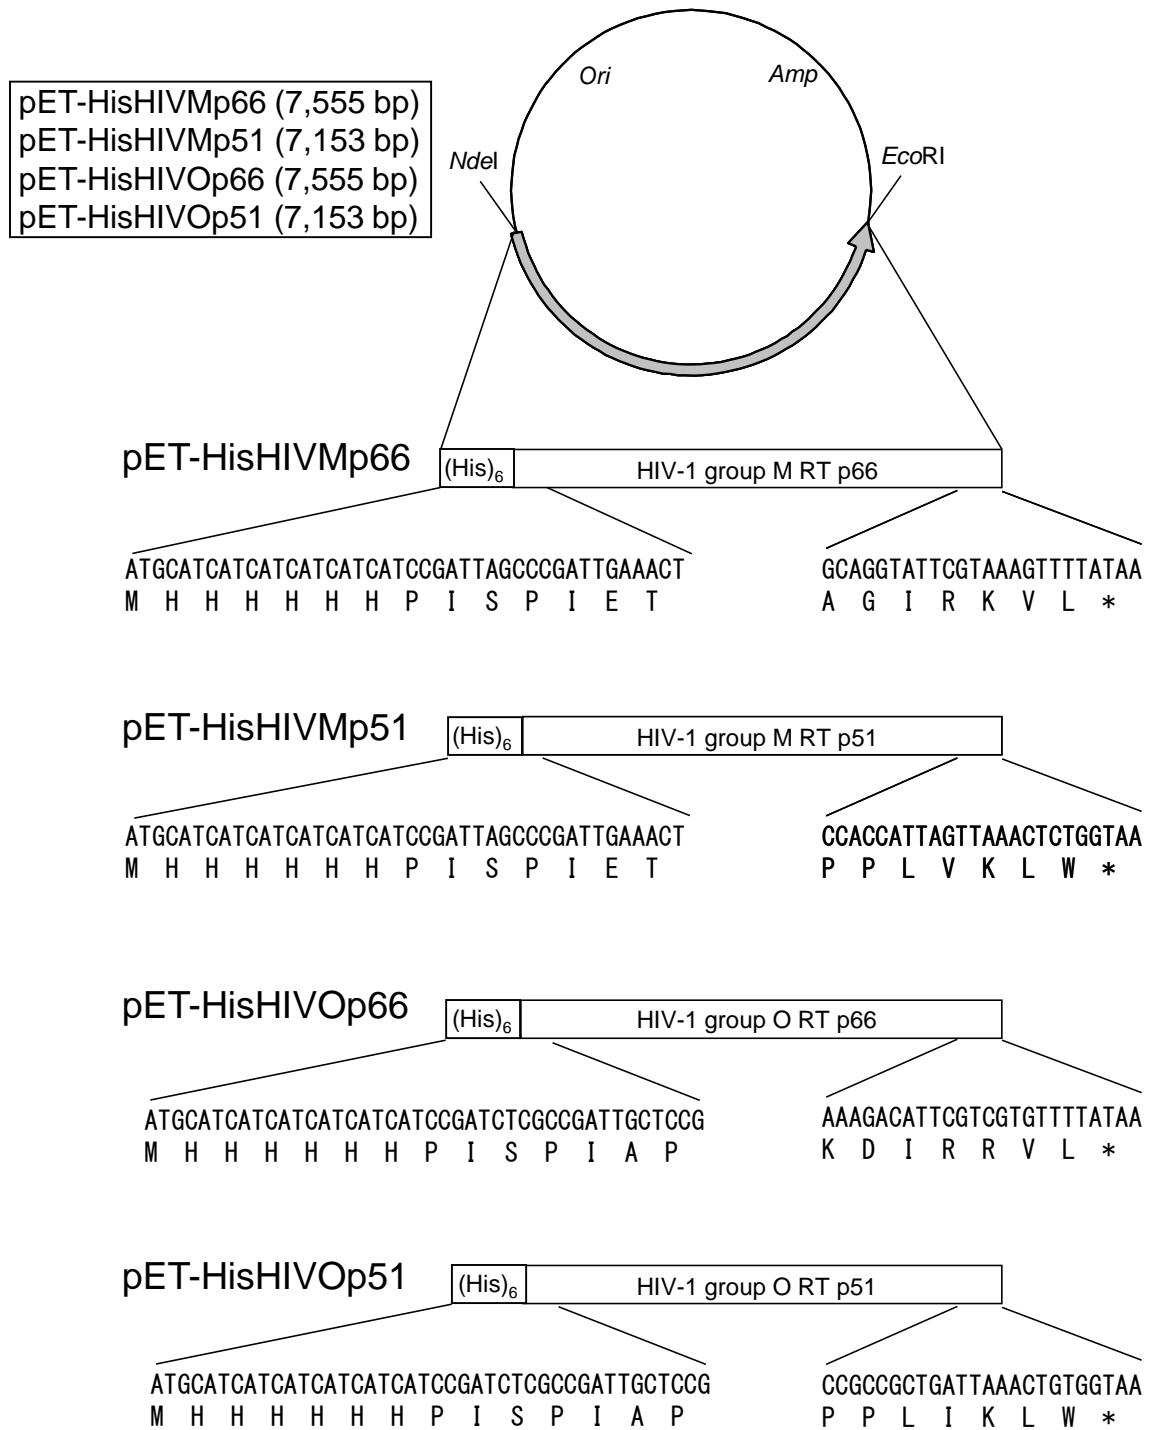 Ori
Amp
pET-HisHIVMp66 (7,555 bp)
pET-HisHIVMp51 (7,153 bp)
pET-HisHIVOp66 (7,555 bp)
pET-HisHIVOp51 (7,153 bp)
NdeI
EcoRI
pET-HisHIVMp66
(His)6
HIV-1 group M RT p66
ATGCATCATCATCATCATCATCCGATTAGCCCGATTGAAACT
GCAGGTATTCGTAAAGTTTTATAA
M H H H H H H P I S P I E T
A G I R K V L *
pET-HisHIVMp51
(His)6
HIV-1 group M RT p51
ATGCATCATCATCATCATCATCCGATTAGCCCGATTGAAACT
CCACCATTAGTTAAACTCTGGTAA
M H H H H H H P I S P I E T
P P L V K L W *
pET-HisHIVOp66
(His)6
HIV-1 group O RT p66
ATGCATCATCATCATCATCATCCGATCTCGCCGATTGCTCCG
AAAGACATTCGTCGTGTTTTATAA
M H H H H H H P I S P I A P
K D I R R V L *
pET-HisHIVOp51
(His)6
HIV-1 group O RT p51
ATGCATCATCATCATCATCATCCGATCTCGCCGATTGCTCCG
CCGCCGCTGATTAAACTGTGGTAA
M H H H H H H P I S P I A P
P P L I K L W *